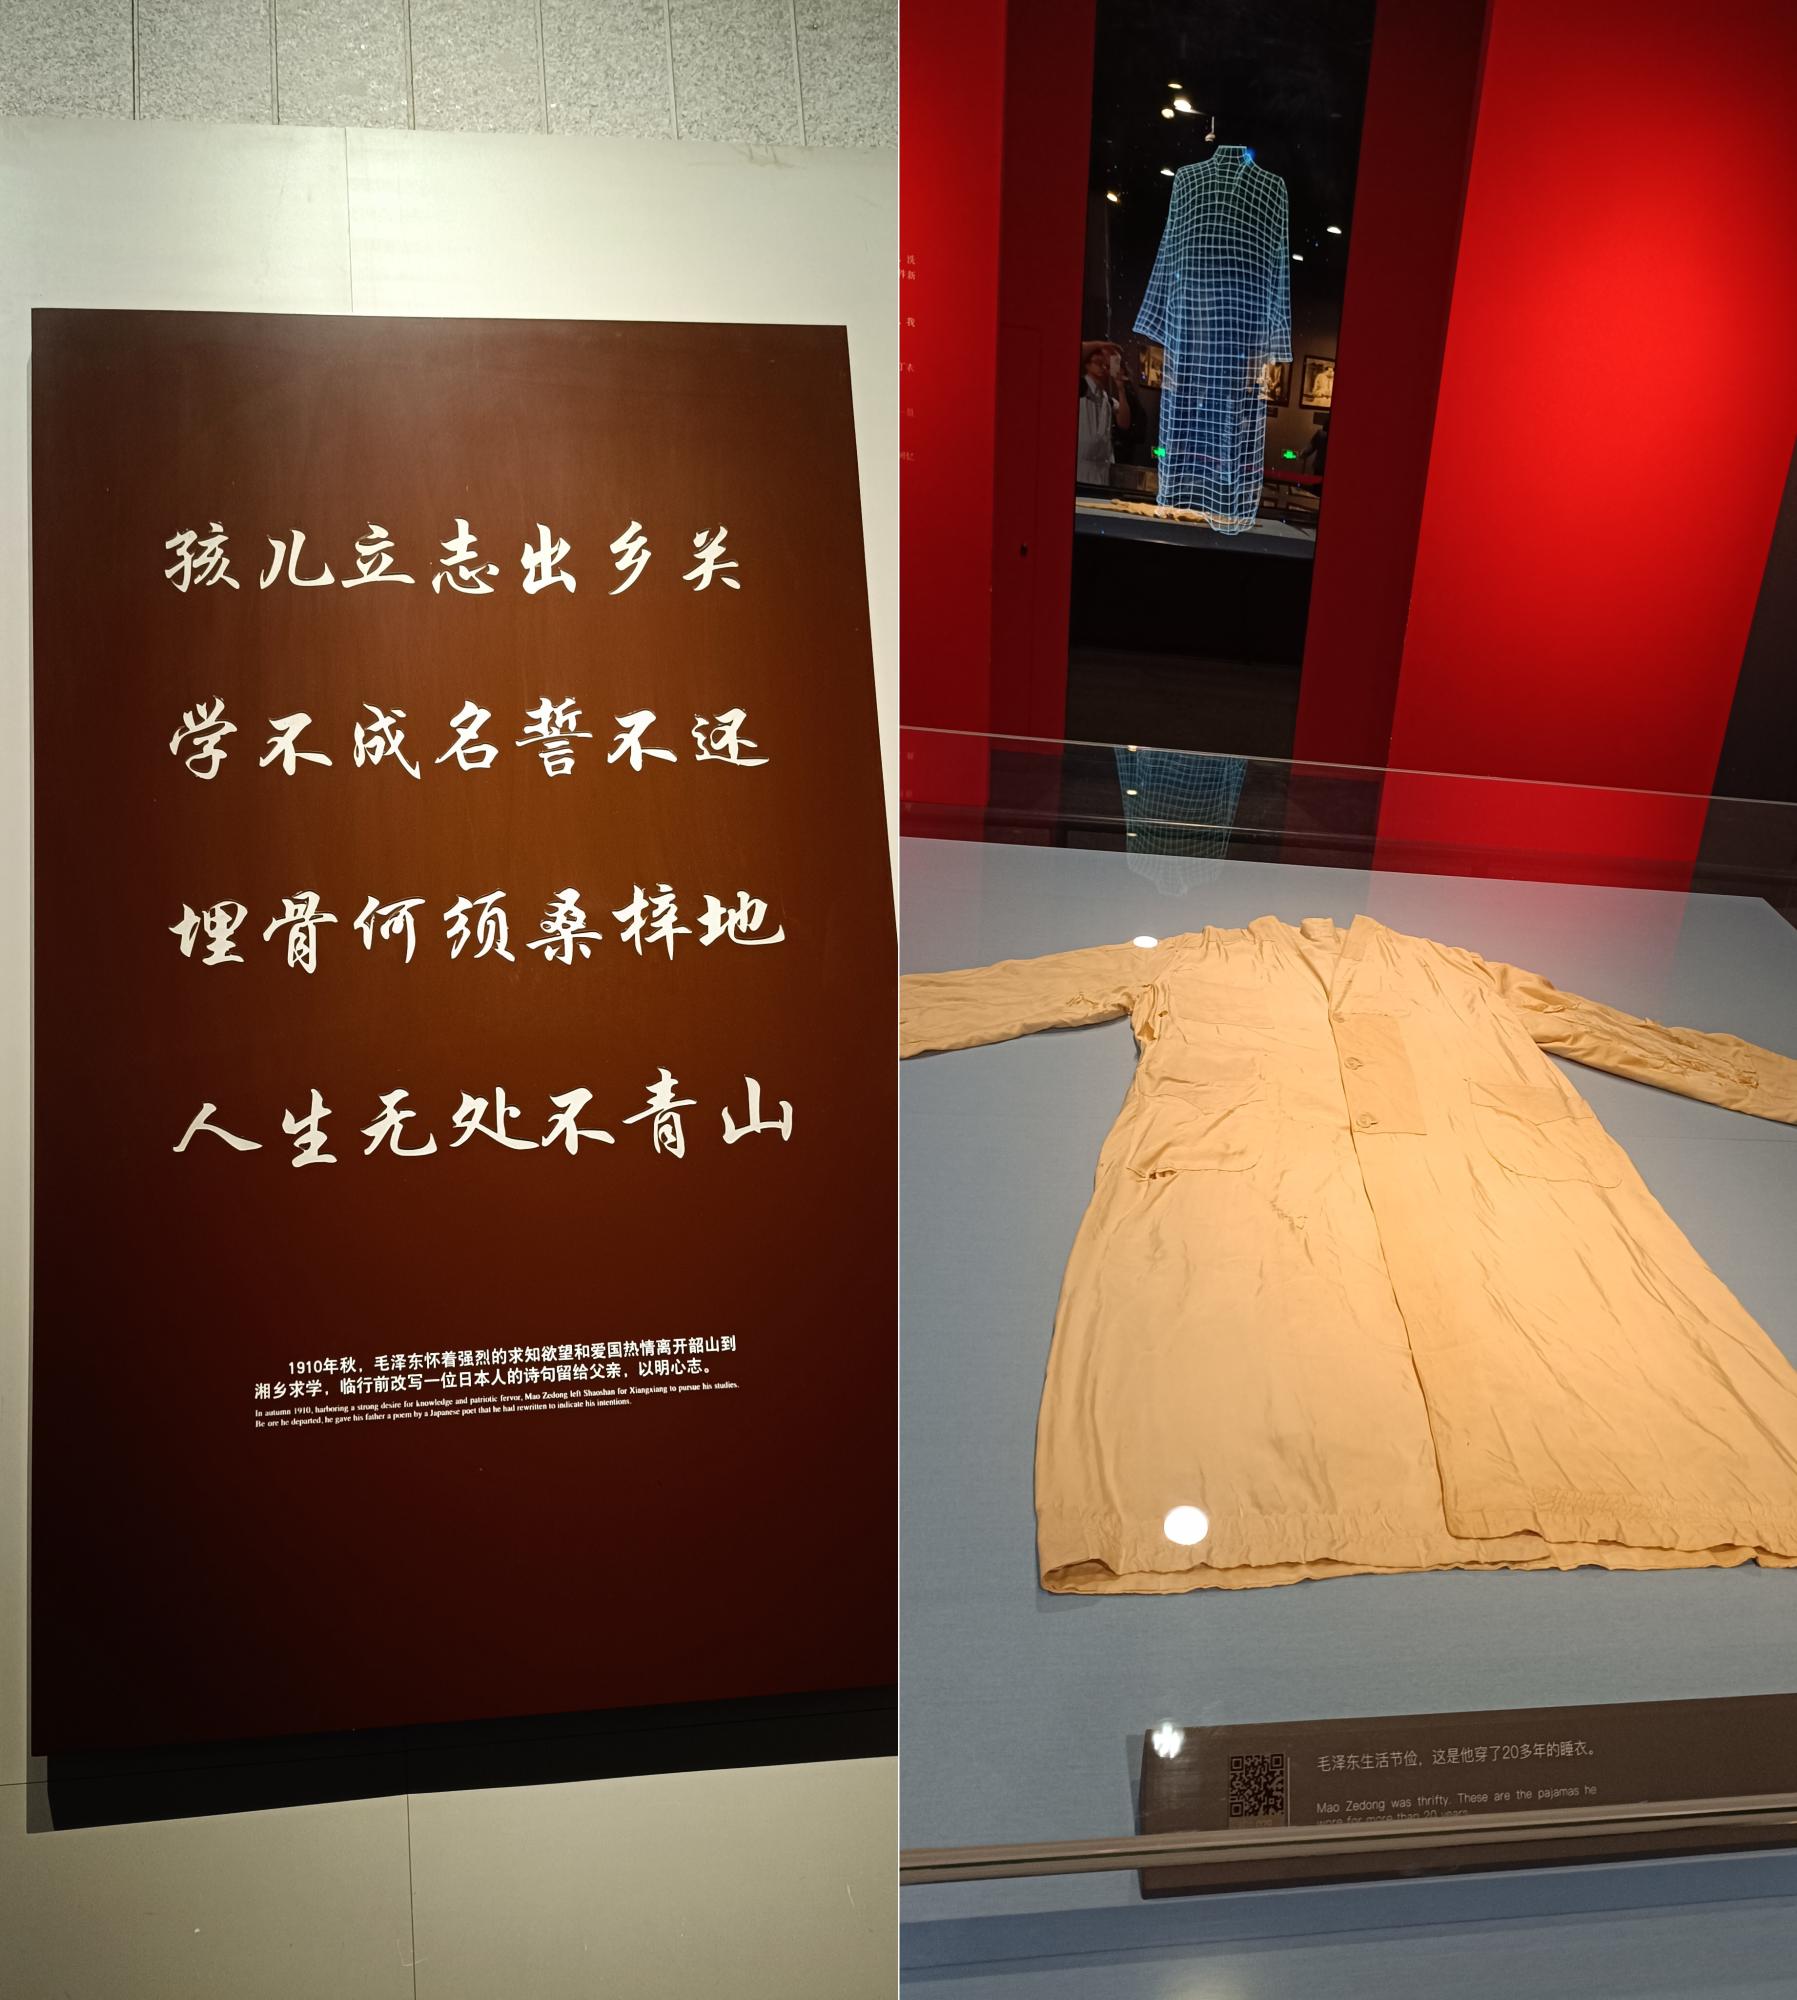 孩儿立志出乡关
学不成名誓不还
埋骨何须桑梓地
人生无处不青山
1910年秋，毛泽东怀着强烈的求知欲望和爱国热情离开韶山到
湘乡求学，临行前改写一位日本人的诗句留给父亲，以明心志。
In autumn 1910, harboring a strong desire for knowledge and patriotic fervor, Mao Zedong left Shaoshan for Xiangxiang to pursue his studies.
Be ore he departed, he gave his father a poem by a Japanese poet that he had rewritten to indicate his intentions.
毛泽东生活节俭，这是他穿了20多年的睡衣。
Mao Zedong was thrifty. These are the pajamas he
wore for more than 20 years